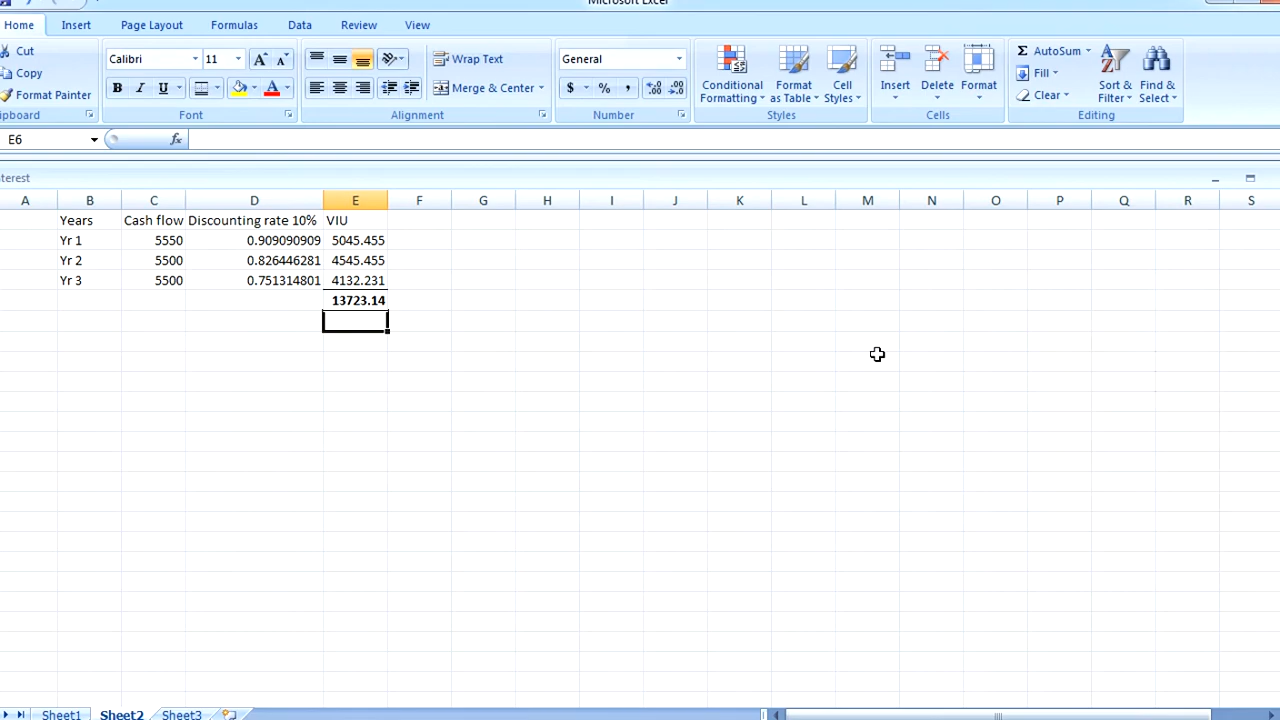 Microsoft Excel
Home Insert Page Layout Formulas Data Review View
Cut
Copy
Format Painter
Calibri 11
B I U
Wrap Text
Merge & Center
General
$ % ,
Conditional Formatting
Format as Table
Cell Styles
Insert Delete Format
AutoSum
Fill
Clear
Sort & Filter
Find & Select
Font Alignment Number Styles Cells Editing
E6 fx
A B C D E F G H I J K L M N O P Q R S
Years Cash flow Discounting rate 10% VIU
Yr 1 5550 0.909090909 5045.455
Yr 2 5500 0.826446281 4545.455
Yr 3 5500 0.751314801 4132.231
13723.14
Sheet1 Sheet2 Sheet3